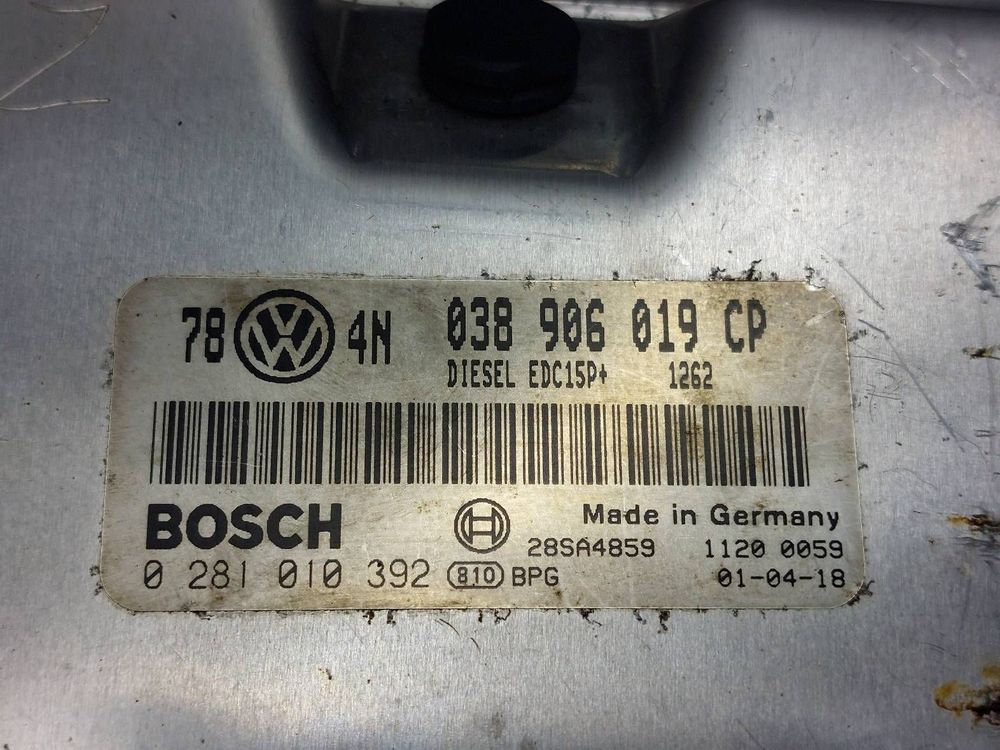 78 4N 038 906 019 CP
DIESEL EDC15P+ 1262
BOSCH Made in Germany
28SA4859 1120 0059
0 281 010 392 810 BPG 01-04-18